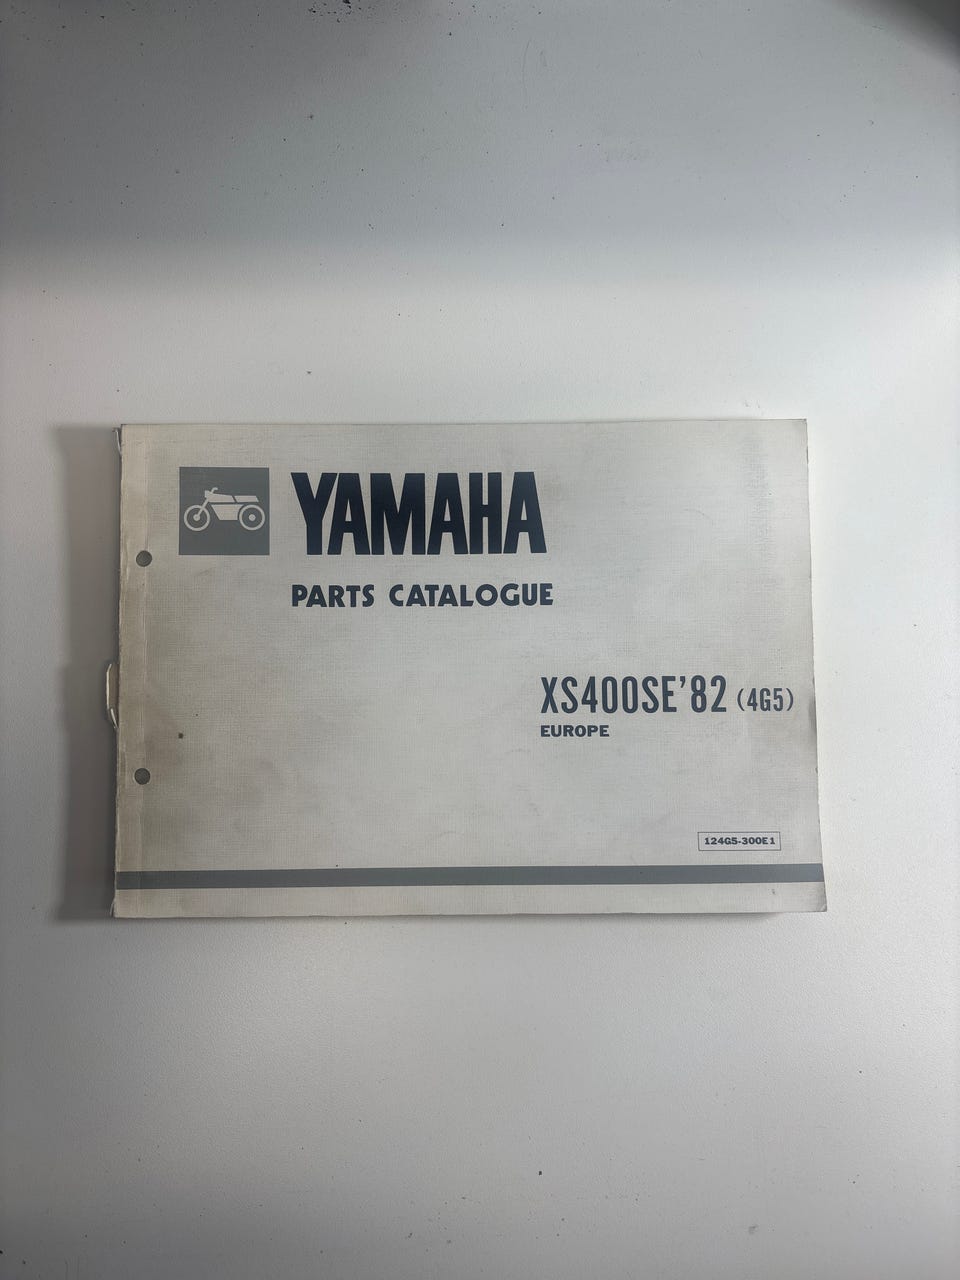 YAMAHA
PARTS CATALOGUE
XS400SE'82 (4G5)
EUROPE
124G5-300E1